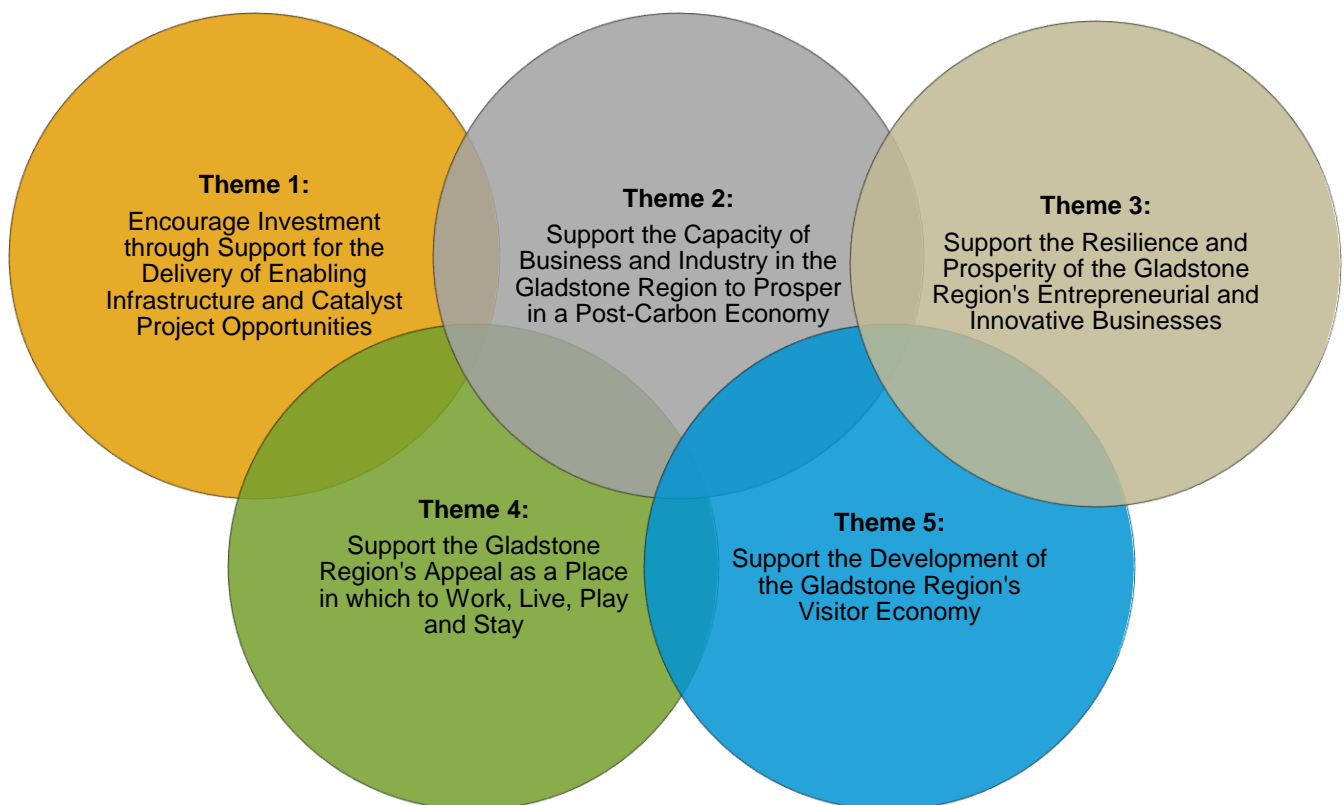 Theme 1:
Encourage Investment
through Support for the
Delivery of Enabling
Infrastructure and Catalyst
Project Opportunities
Theme 2:
Support the Capacity of
Business and Industry in the
Gladstone Region to Prosper
in a Post-Carbon Economy
Theme 3:
Support the Resilience and
Prosperity of the Gladstone
Region's Entrepreneurial and
Innovative Businesses
Theme 4:
Support the Gladstone
Region's Appeal as a Place
in which to Work, Live, Play
and Stay
Theme 5:
Support the Development of
the Gladstone Region's
Visitor Economy